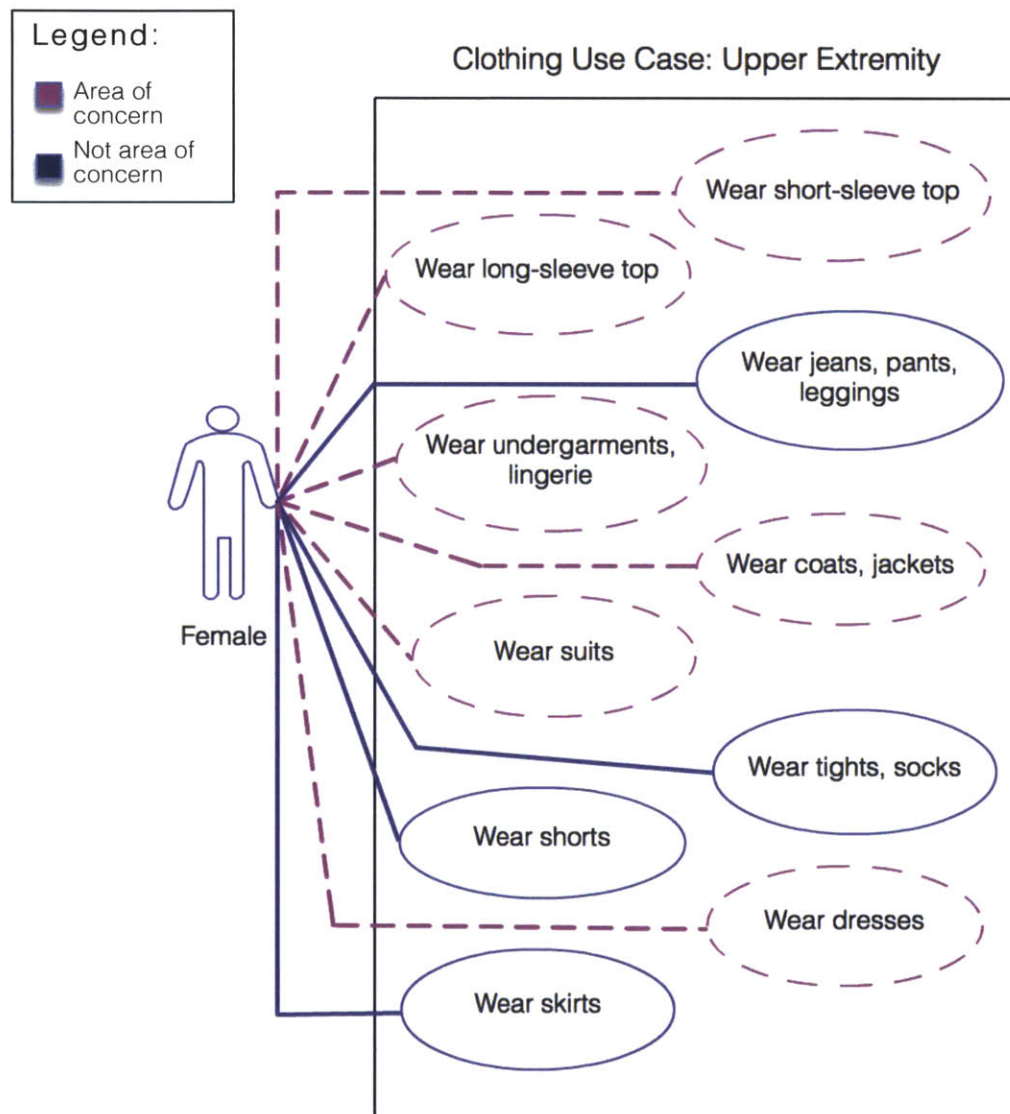 Legend:
Area of
concern
Not area of
concern
Clothing Use Case: Upper Extremity
Wear short-sleeve top
Wear long-sleeve top
Wear jeans, pants,
leggings
Wear undergarments,
lingerie
Wear coats, jackets
Female
Wear suits
Wear tights, socks
Wear shorts
Wear dresses
Wear skirts